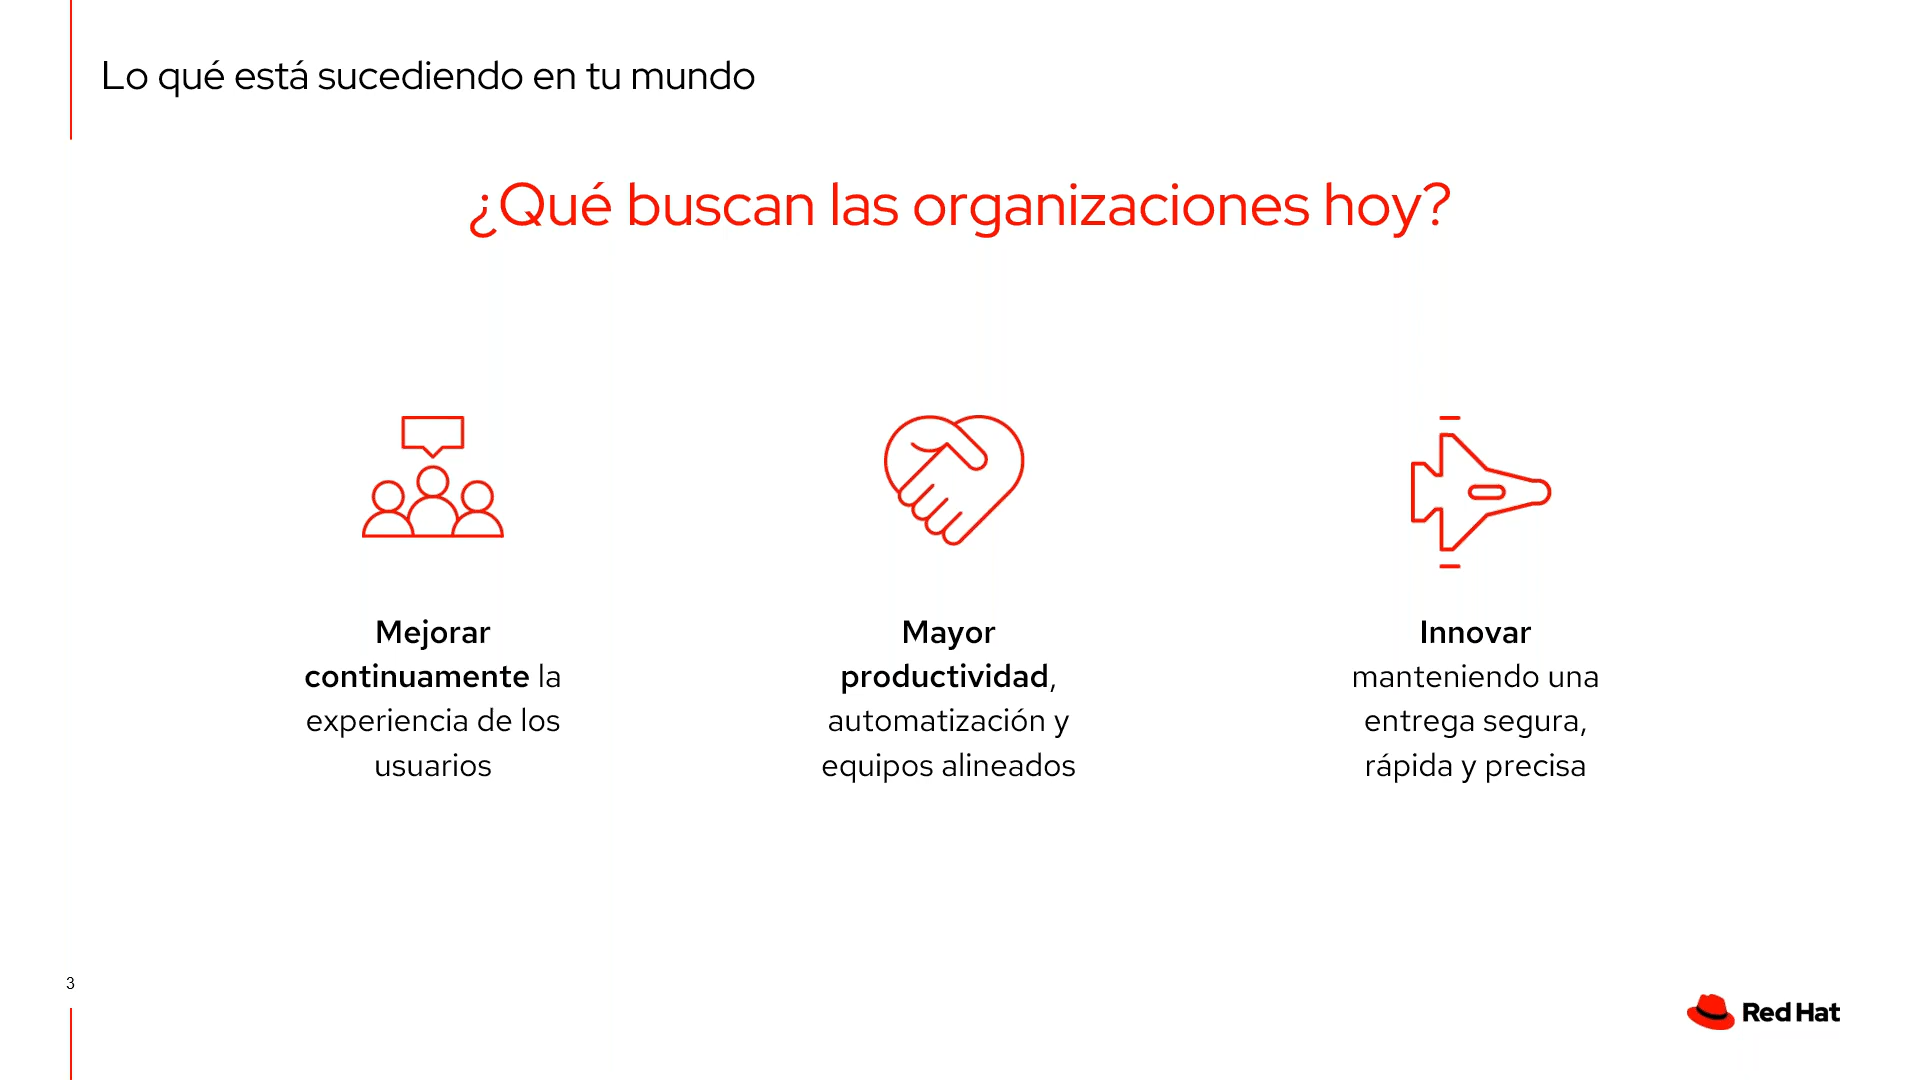 Lo qué está sucediendo en tu mundo
¿Qué buscan las organizaciones hoy?
Mejorar
continuamente la
experiencia de los
usuarios
Mayor
productividad,
automatización y
equipos alineados
Innovar
manteniendo una
entrega segura,
rápida y precisa
3
Red Hat